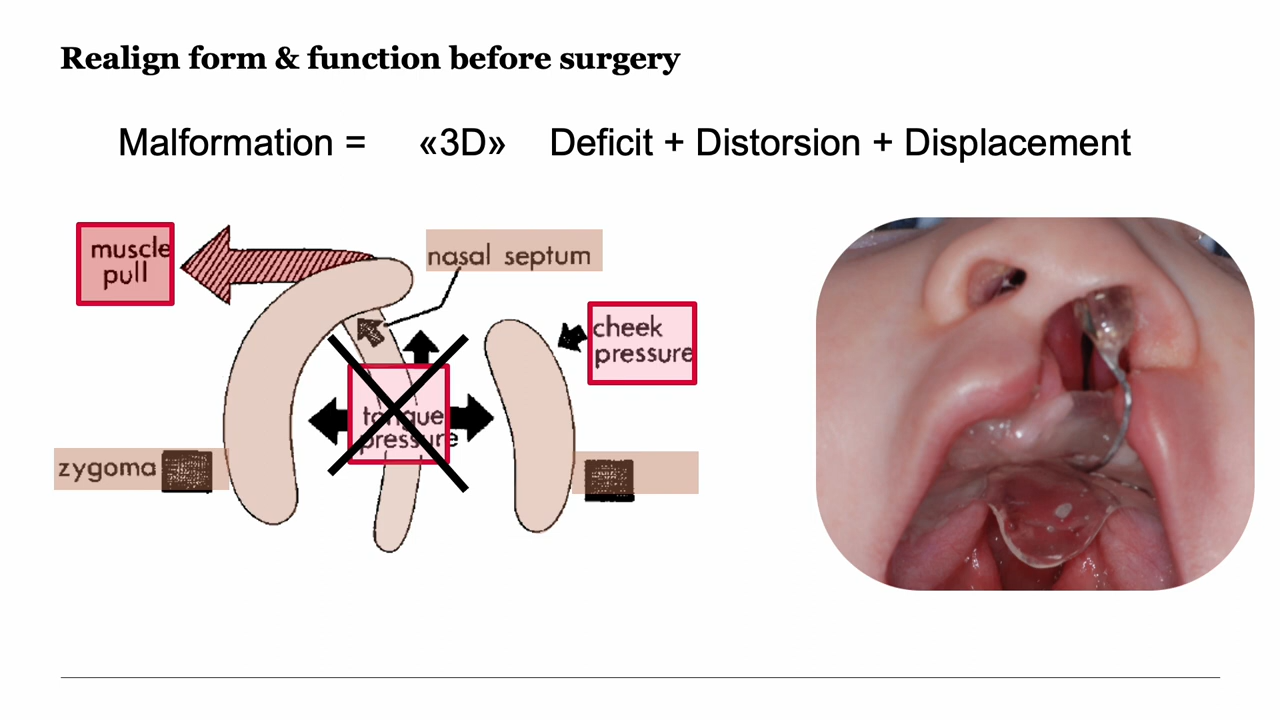 Realign form & function before surgery
Malformation = «3D» Deficit + Distorsion + Displacement
muscle
pull
nasal septum
cheek
pressure
tongue
pressure
zygoma